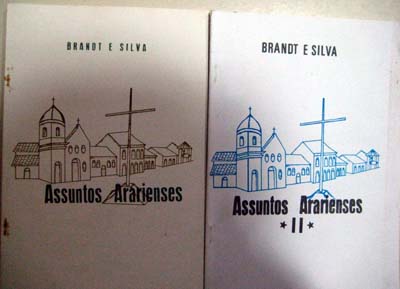 BRANDT E SILVA
Assuntos Ararienses
BRANDT E SILVA
Assuntos Ararienses
* II *